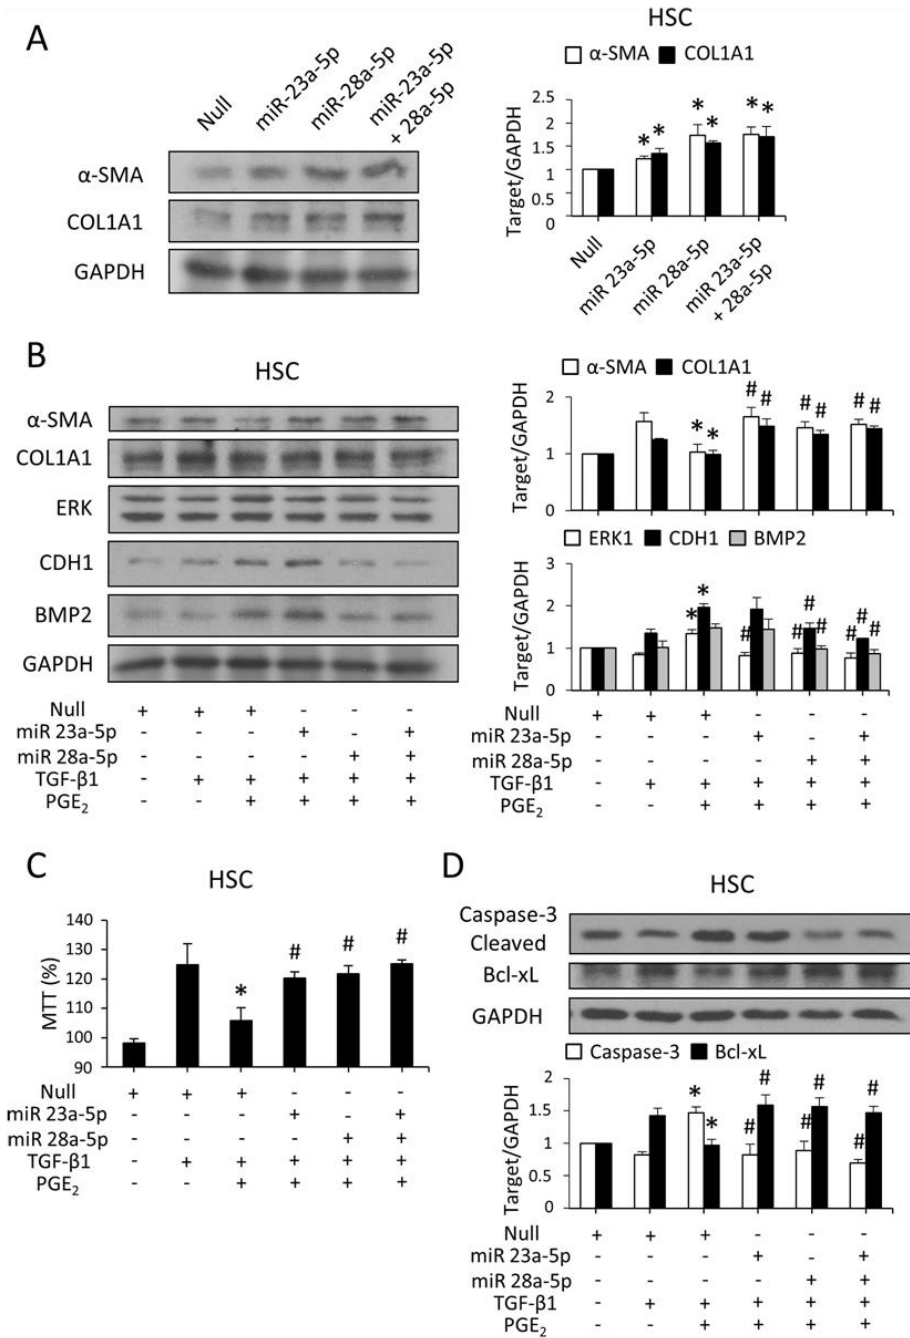 A
Null
miR-23a-5p
miR-28a-5p
miR-23a-5p
+ 28a-5p
α-SMA
COL1A1
GAPDH
HSC
α-SMA COL1A1
Target/GAPDH
2.5
2
1.5
1
0.5
0
Null
miR 23a-5p
miR 28a-5p
miR 23a-5p
+ 28a-5p
* * * * * *
B
HSC
α-SMA
COL1A1
ERK
CDH1
BMP2
GAPDH
Null + + + - - -
miR 23a-5p - - - + - +
miR 28a-5p - - - - + +
TGF-β1 - + + + + +
PGE2 - - + + + +
α-SMA COL1A1
Target/GAPDH
2
1
0
* * # # # # # #
ERK1 CDH1 BMP2
Target/GAPDH
3
2
1
0
* * # # # # # # #
Null + + + - - -
miR 23a-5p - - - + - +
miR 28a-5p - - - - + +
TGF-β1 - + + + + +
PGE2 - - + + + +
C
HSC
MTT (%)
140
130
120
110
100
90
* # # #
Null + + + - - -
miR 23a-5p - - - + - +
miR 28a-5p - - - - + +
TGF-β1 - + + + + +
PGE2 - - + + + +
D
HSC
Caspase-3
Cleaved
Bcl-xL
GAPDH
Caspase-3 Bcl-xL
Target/GAPDH
2
1.5
1
0.5
0
* * # # # # # #
Null + + + - - -
miR 23a-5p - - - + - +
miR 28a-5p - - - - + +
TGF-β1 - + + + + +
PGE2 - - + + + +